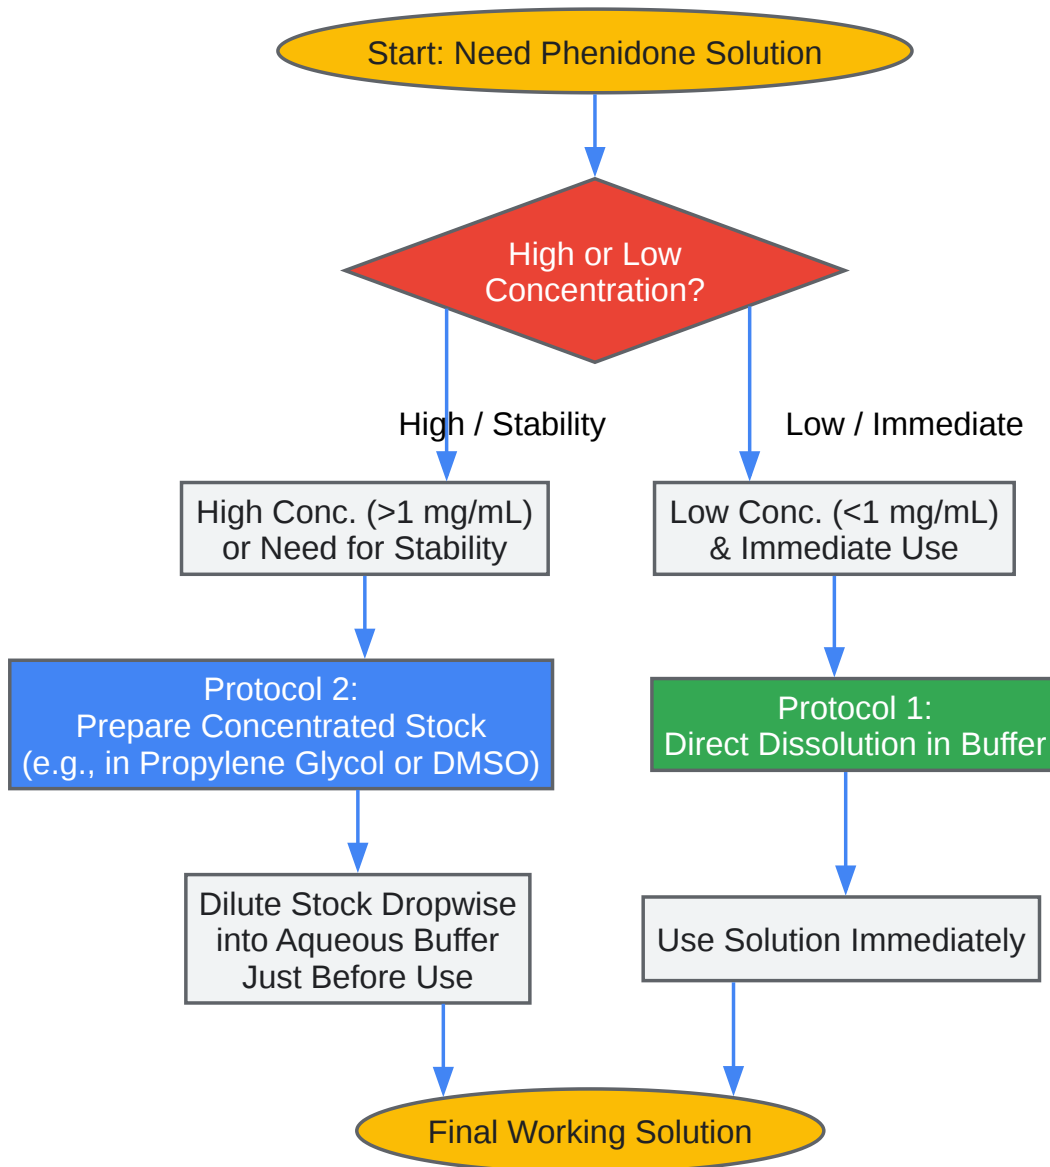 Start: Need Phenidone Solution
High or Low
Concentration?
High / Stability
Low / Immediate
High Conc. (>1 mg/mL)
or Need for Stability
Low Conc. (<1 mg/mL)
& Immediate Use
Protocol 2:
Prepare Concentrated Stock
(e.g., in Propylene Glycol or DMSO)
Protocol 1:
Direct Dissolution in Buffer
Dilute Stock Dropwise
into Aqueous Buffer
Just Before Use
Use Solution Immediately
Final Working Solution